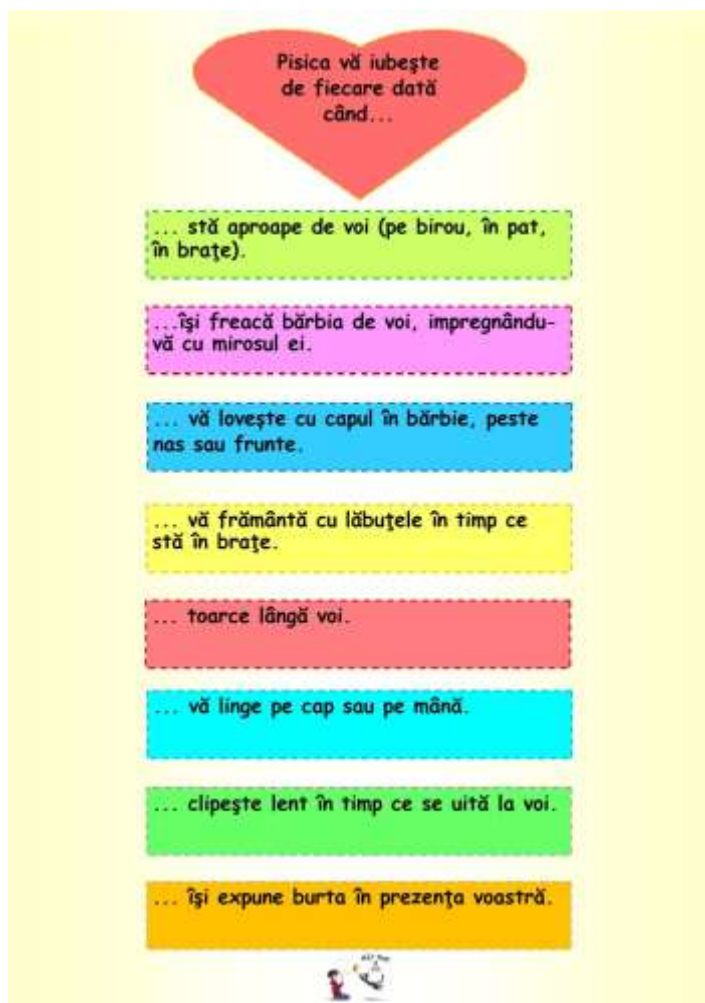 Pisica vă iubeşte
de fiecare dată
când...
... stă aproape de voi (pe birou, în pat,
în braţe).
...îşi freacă bărbia de voi, impregnându-
vă cu mirosul ei.
... vă loveşte cu capul în bărbie, peste
nas sau frunte.
... vă frământă cu lăbuţele în timp ce
stă în braţe.
... toarce lângă voi.
... vă linge pe cap sau pe mână.
... clipeşte lent în timp ce se uită la voi.
... îşi expune burta în prezenţa voastră.